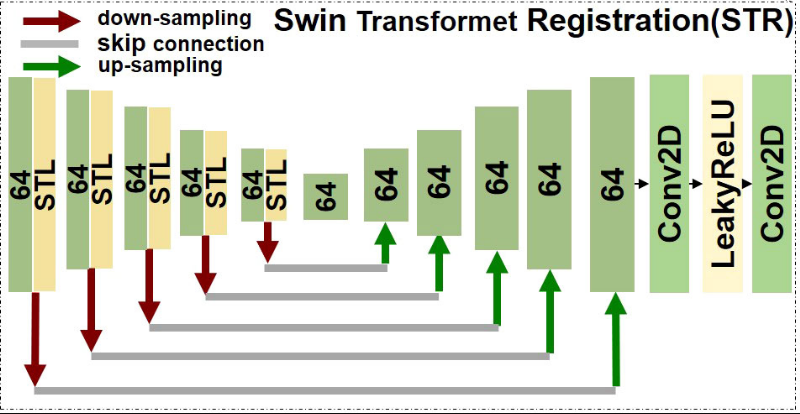 down-sampling
Swin Transformet Registration(STR)
skip connection
up-sampling
64
STL
64
STL
64
STL
64
STL
64
STL
64
64
64
64
64
64
Conv2D
LeakyReLU
Conv2D